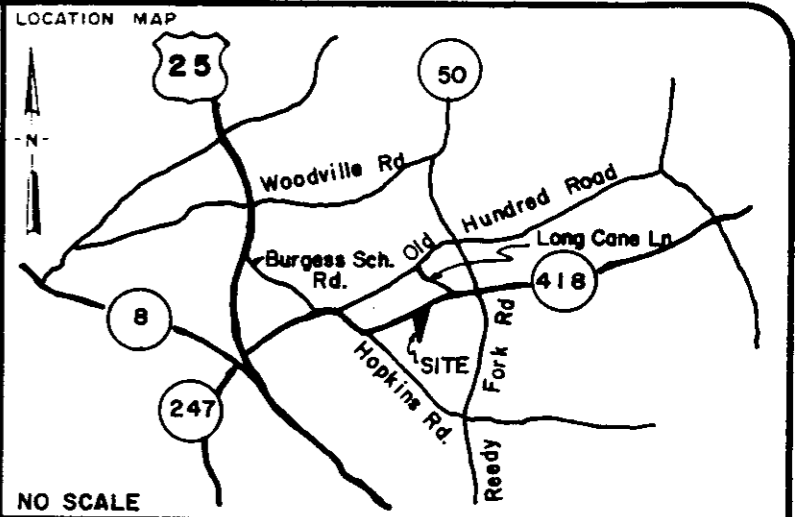 LOCATION MAP
25
50
-N-
Woodville Rd
Old Hundred Road
Long Cane Ln
Burgess Sch.
Rd.
418
8
SITE
Hopkins Rd.
Reedy Fork Rd
247
NO SCALE